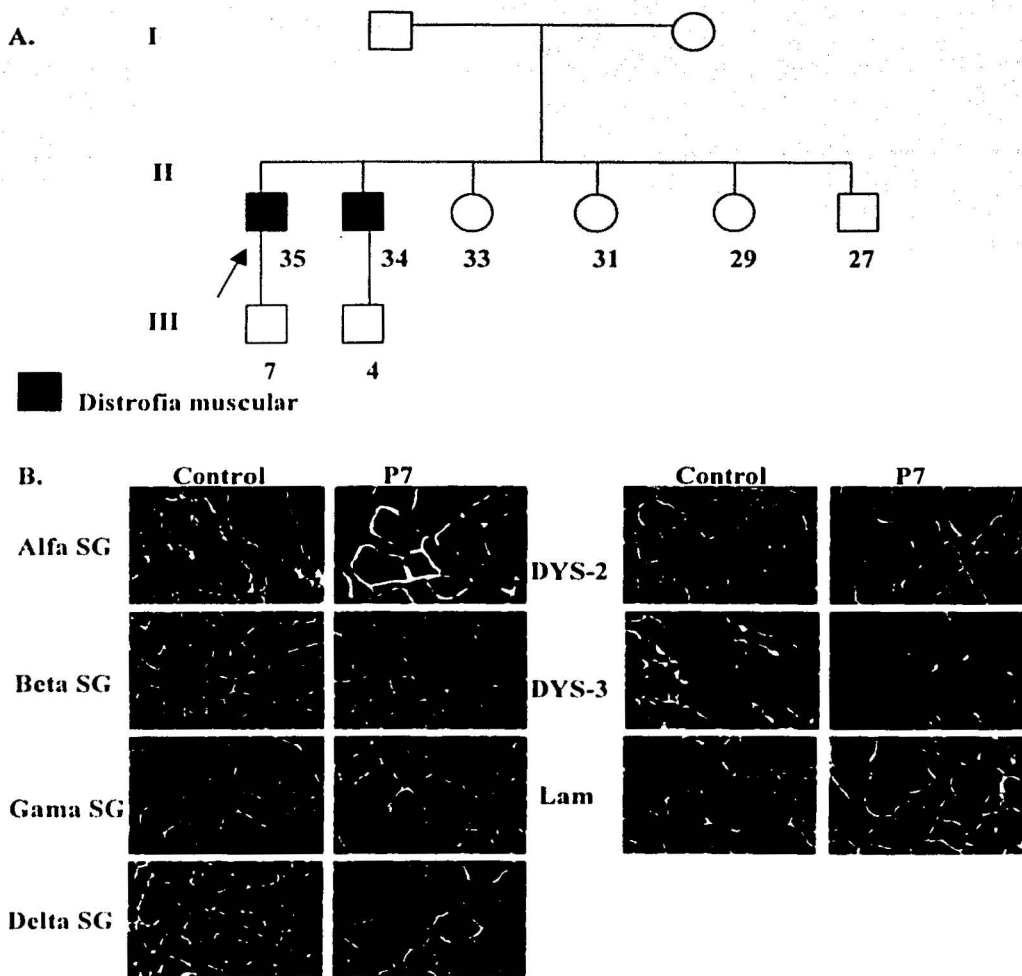 A. I
II
35 34 33 31 29 27
III
7 4
Distrofia muscular
B. Control P7 Control P7
Alfa SG
DYS-2
Beta SG
DYS-3
Gama SG
Lam
Delta SG